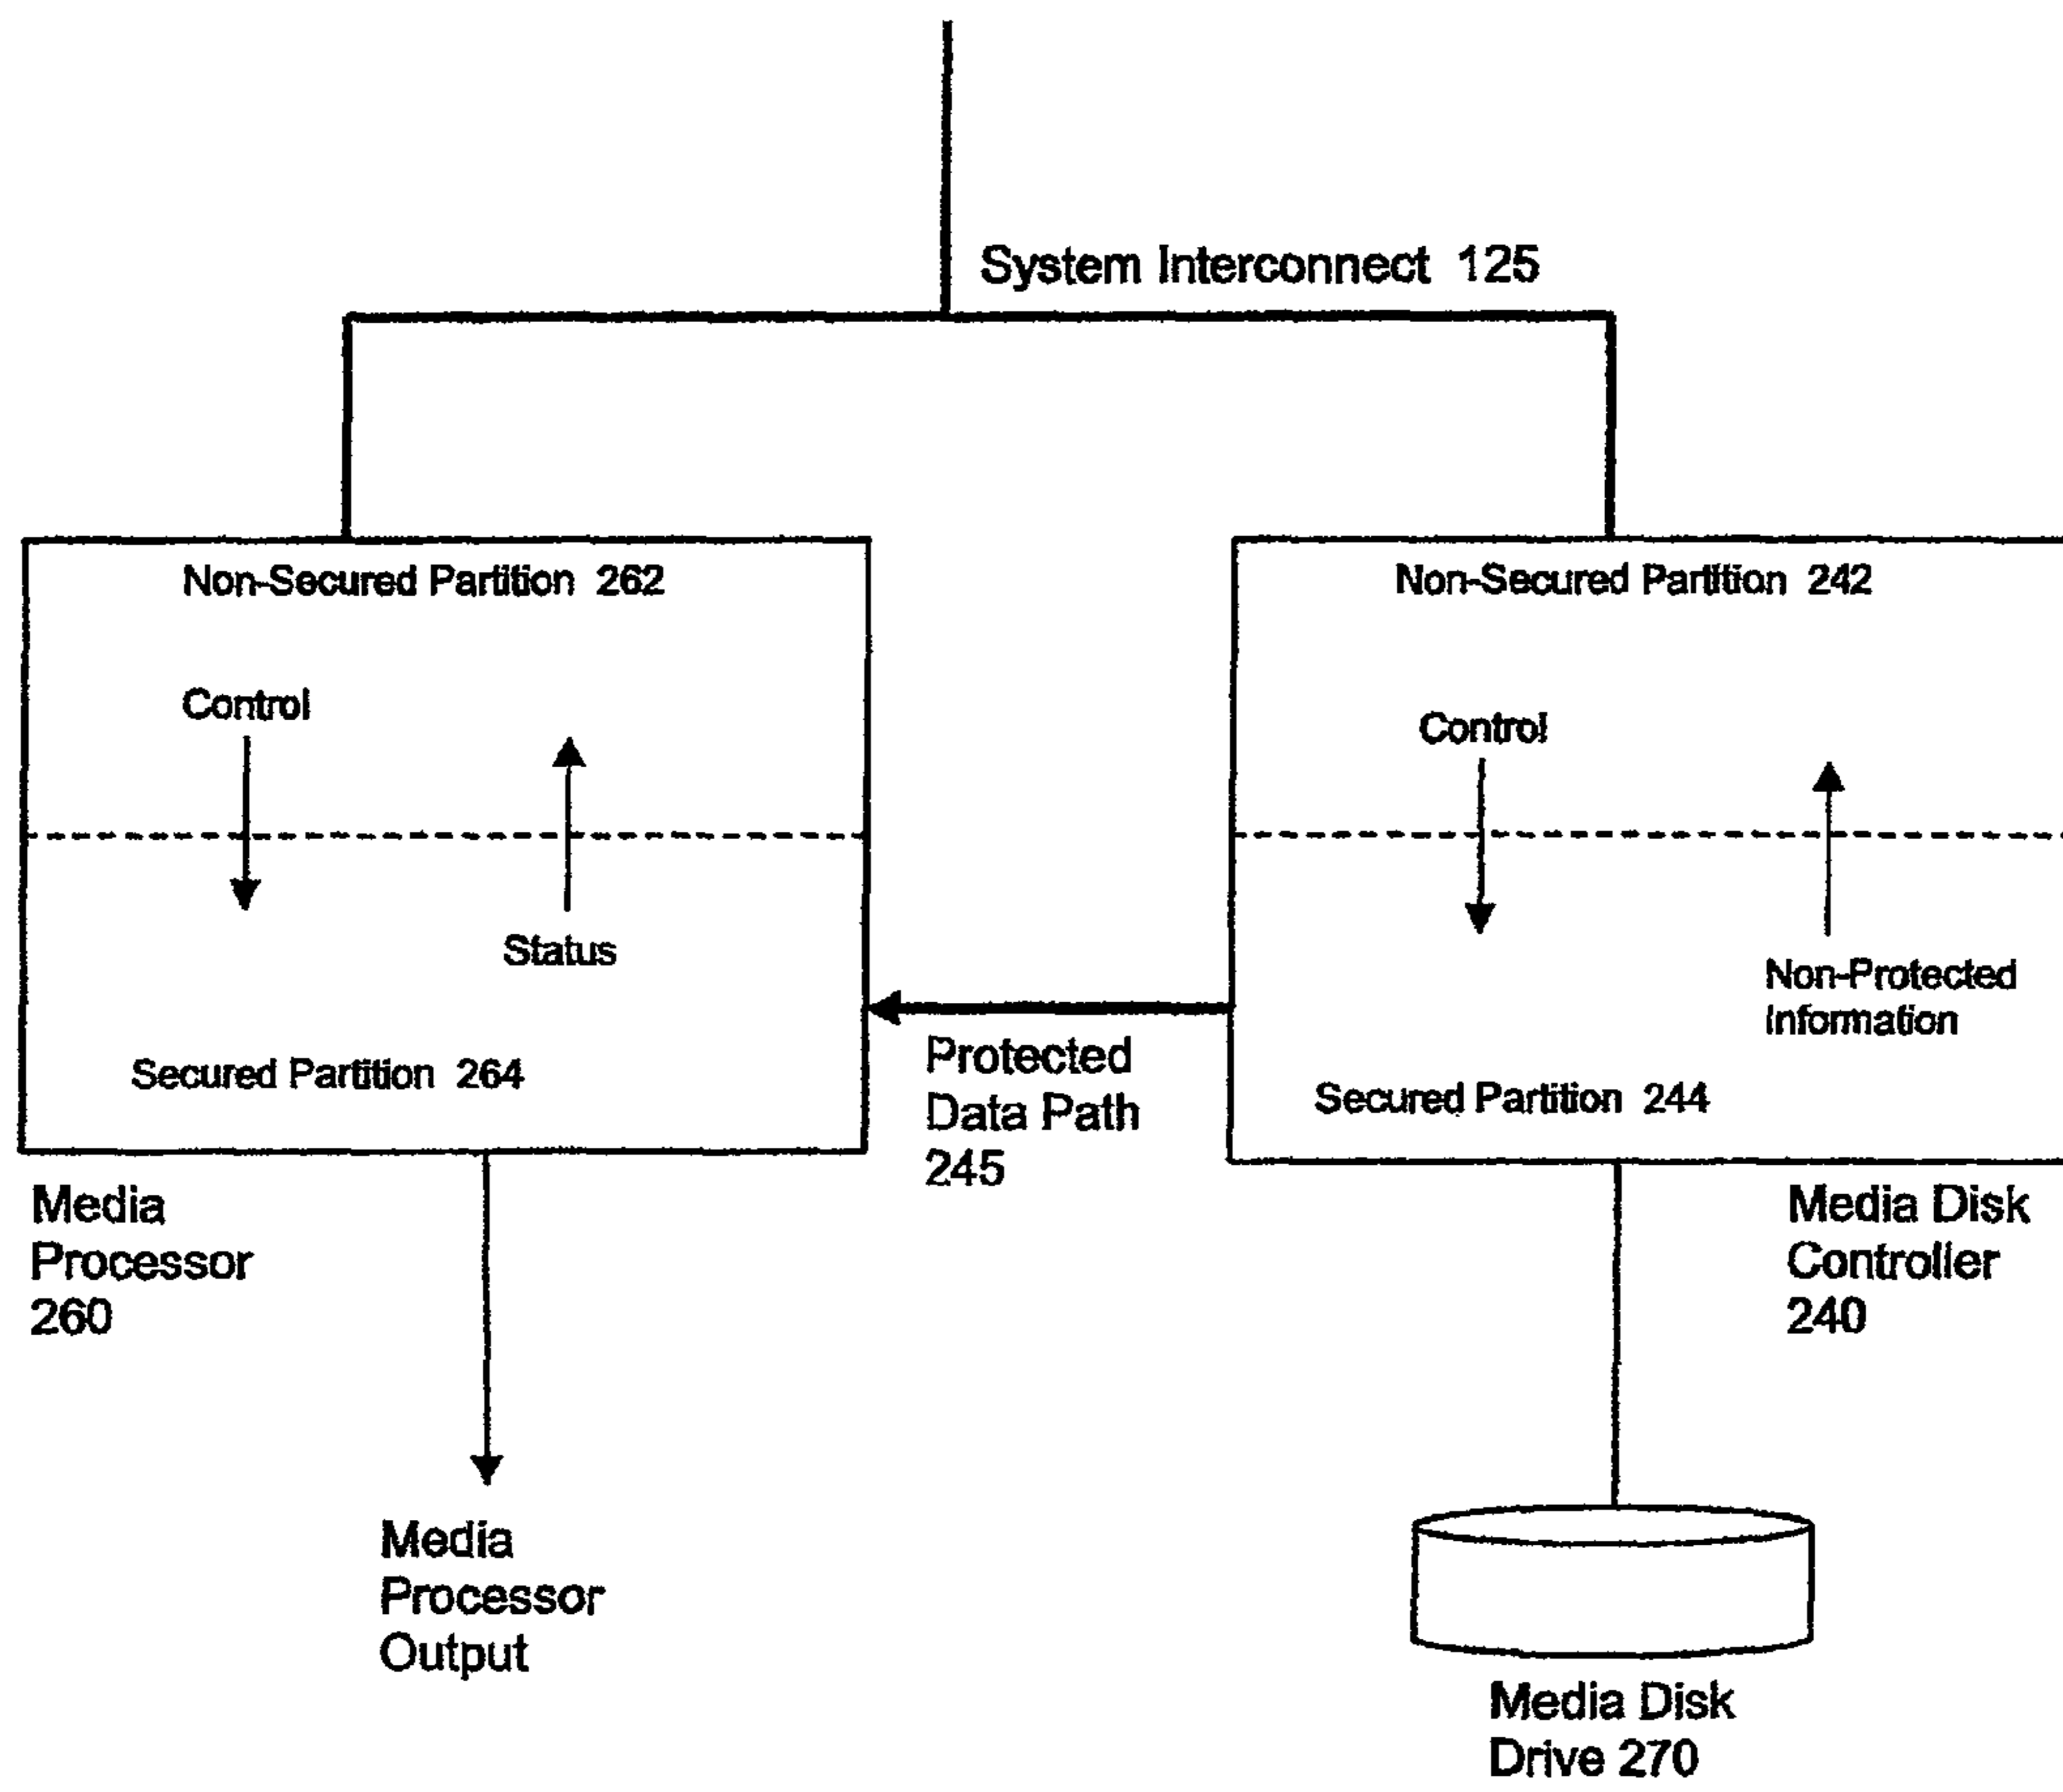 System Interconnect 125
Non-Secured Partition 262
Control
Status
Secured Partition 264
Non-Secured Partition 242
Control
Non-Protected
Information
Secured Partition 244
Protected
Data Path
245
Media
Processor
260
Media Disk
Controller
240
Media
Processor
Output
Media Disk
Drive 270